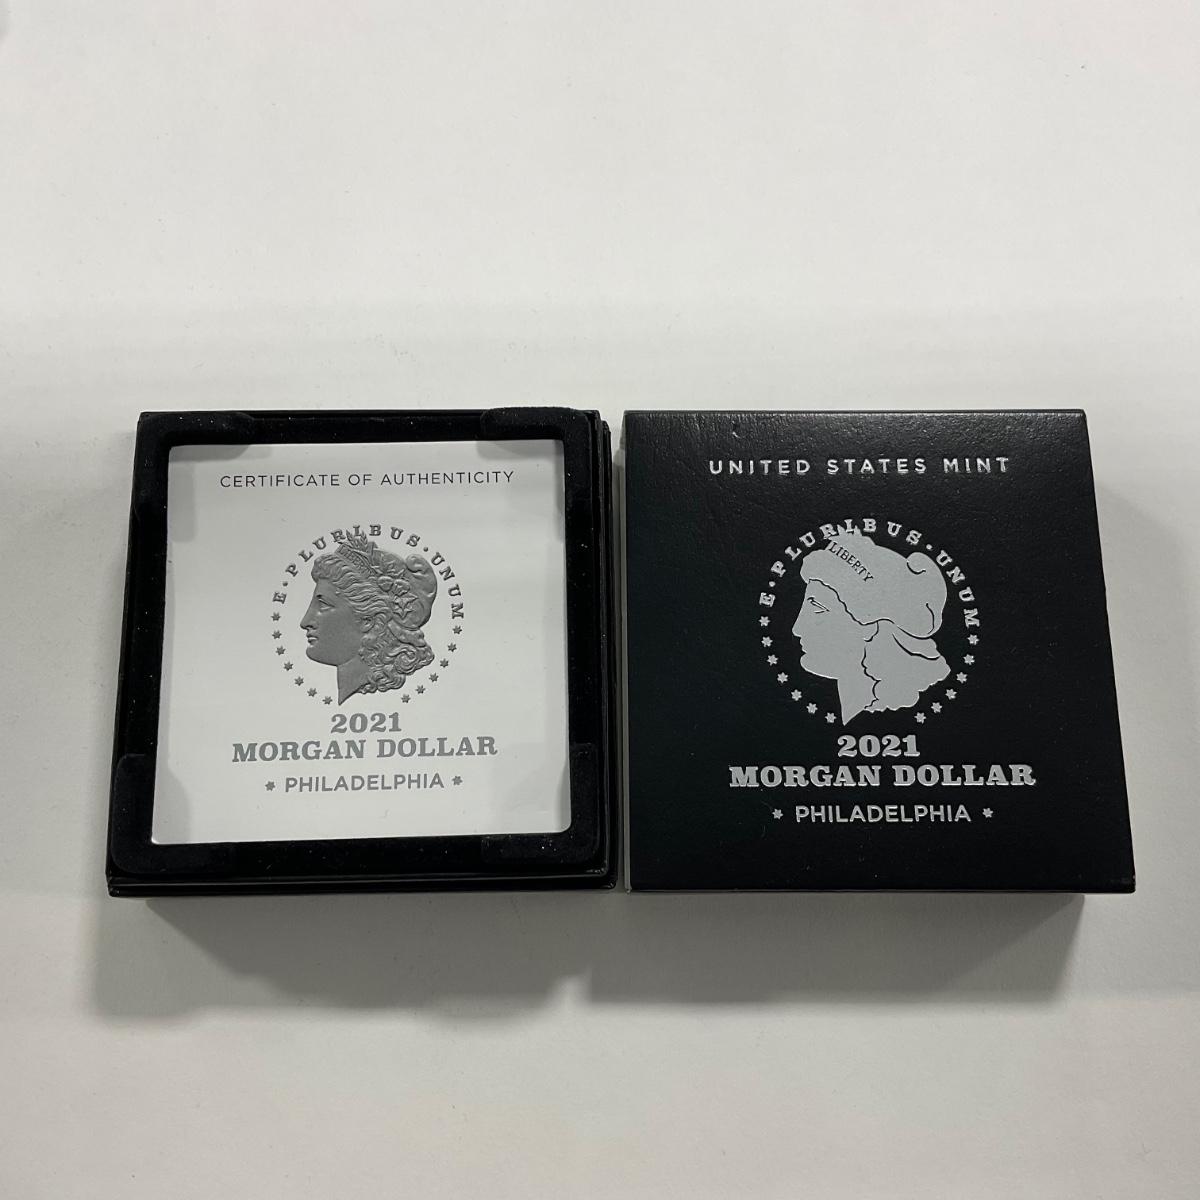 CERTIFICATE OF AUTHENTICITY
E·PLURIBUS·UNUM
2021
MORGAN DOLLAR
* PHILADELPHIA *
UNITED STATES MINT
E·PLURIBUS·UNUM
LIBERTY
2021
MORGAN DOLLAR
* PHILADELPHIA *